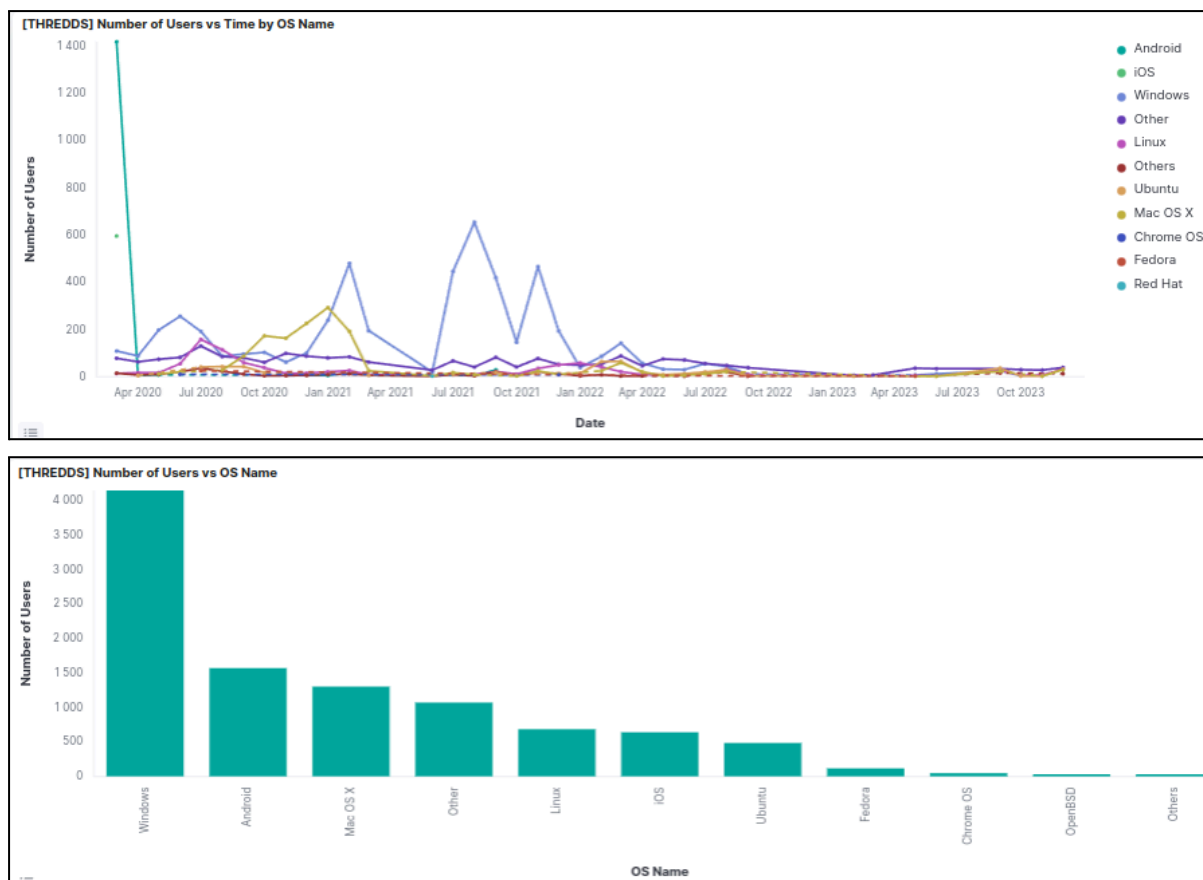 [THREDDS] Number of Users vs Time by OS Name
1 400
1 200
1 000
800
600
400
200
0
Number of Users
Apr 2020 Jul 2020 Oct 2020 Jan 2021 Apr 2021 Jul 2021 Oct 2021 Jan 2022 Apr 2022 Jul 2022 Oct 2022 Jan 2023 Apr 2023 Jul 2023 Oct 2023
Date
Android
iOS
Windows
Other
Linux
Others
Ubuntu
Mac OS X
Chrome OS
Fedora
Red Hat
[THREDDS] Number of Users vs OS Name
4 000
3 500
3 000
2 500
2 000
1 500
1 000
500
0
Number of Users
Windows Android Mac OS X Other Linux iOS Ubuntu Fedora Chrome OS OpenBSD Others
OS Name